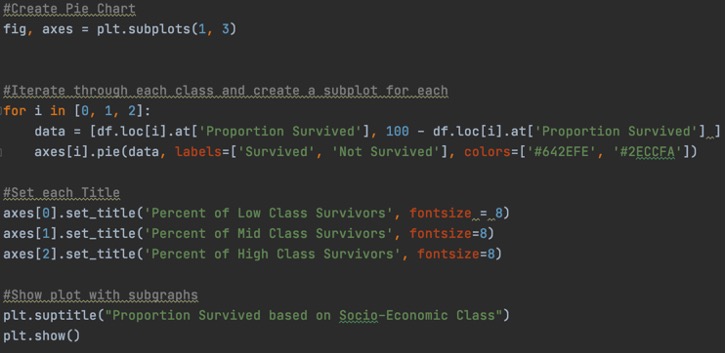 #Create Pie Chart
fig, axes = plt.subplots(1, 3)
#Iterate through each class and create a subplot for each
for i in [0, 1, 2]:
    data = [df.loc[i].at['Proportion Survived'], 100 - df.loc[i].at['Proportion Survived'] ]
    axes[i].pie(data, labels=['Survived', 'Not Survived'], colors=['#642EFE', '#2ECCFA'])
#Set each Title
axes[0].set_title('Percent of Low Class Survivors', fontsize = 8)
axes[1].set_title('Percent of Mid Class Survivors', fontsize=8)
axes[2].set_title('Percent of High Class Survivors', fontsize=8)
#Show plot with subgraphs
plt.suptitle("Proportion Survived based on Socio-Economic Class")
plt.show()